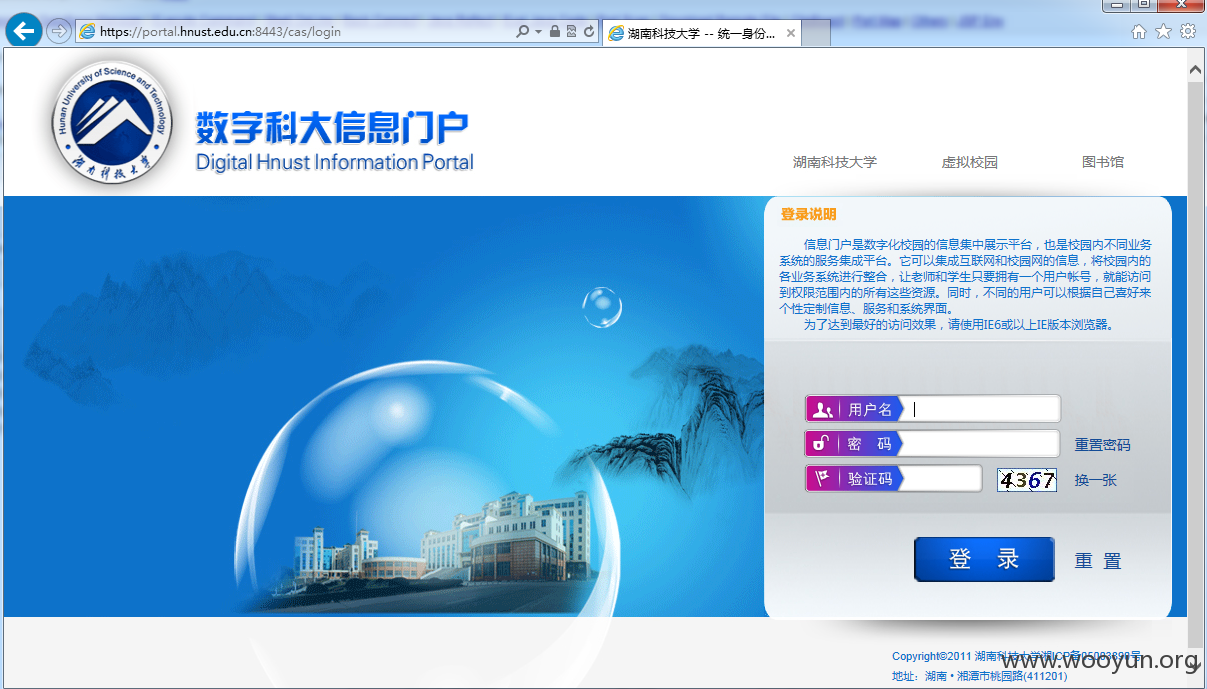 https://portal.hnust.edu.cn:8443/cas/login
湖南科技大学 -- 统一身份...
Hunan University of Science and Technology
湖南科技大学
数字科大信息门户
Digital Hnust Information Portal
湖南科技大学 虚拟校园 图书馆
登录说明
信息门户是数字化校园的信息集中展示平台，也是校园内不同业务
系统的服务集成平台。它可以集成互联网和校园网的信息，将校园内的
各业务系统进行整合，让老师和学生只要拥有一个用户帐号，就能访问
到权限范围内的所有这些资源。同时，不同的用户可以根据自己喜好来
个性定制信息、服务和系统界面。
为了达到最好的访问效果，请使用IE6或以上IE版本浏览器。
用户名
密 码 重置密码
验证码 4367 换一张
登 录 重 置
Copyright©2011 湖南科技大学湘ICP备
www.wooyun.org
地址：湖南 • 湘潭市桃园路(411201)